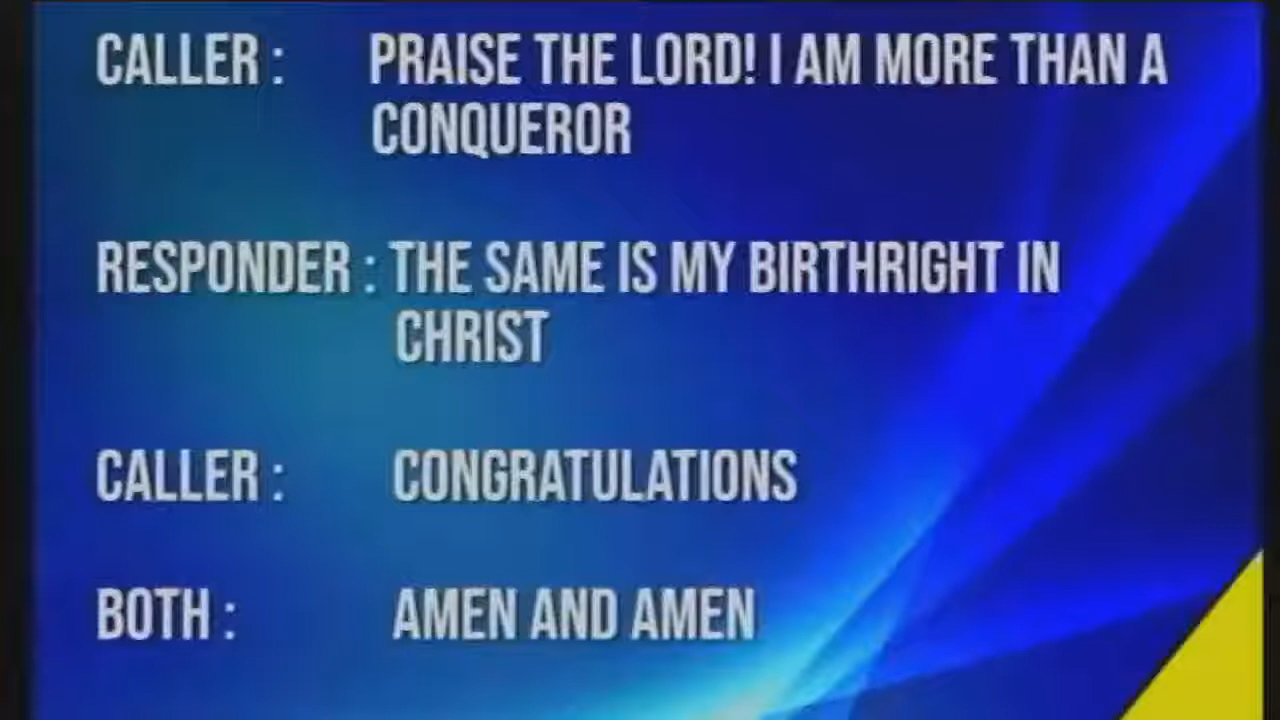 CALLER : PRAISE THE LORD! I AM MORE THAN A
CONQUEROR
RESPONDER : THE SAME IS MY BIRTHRIGHT IN
CHRIST
CALLER : CONGRATULATIONS
BOTH : AMEN AND AMEN